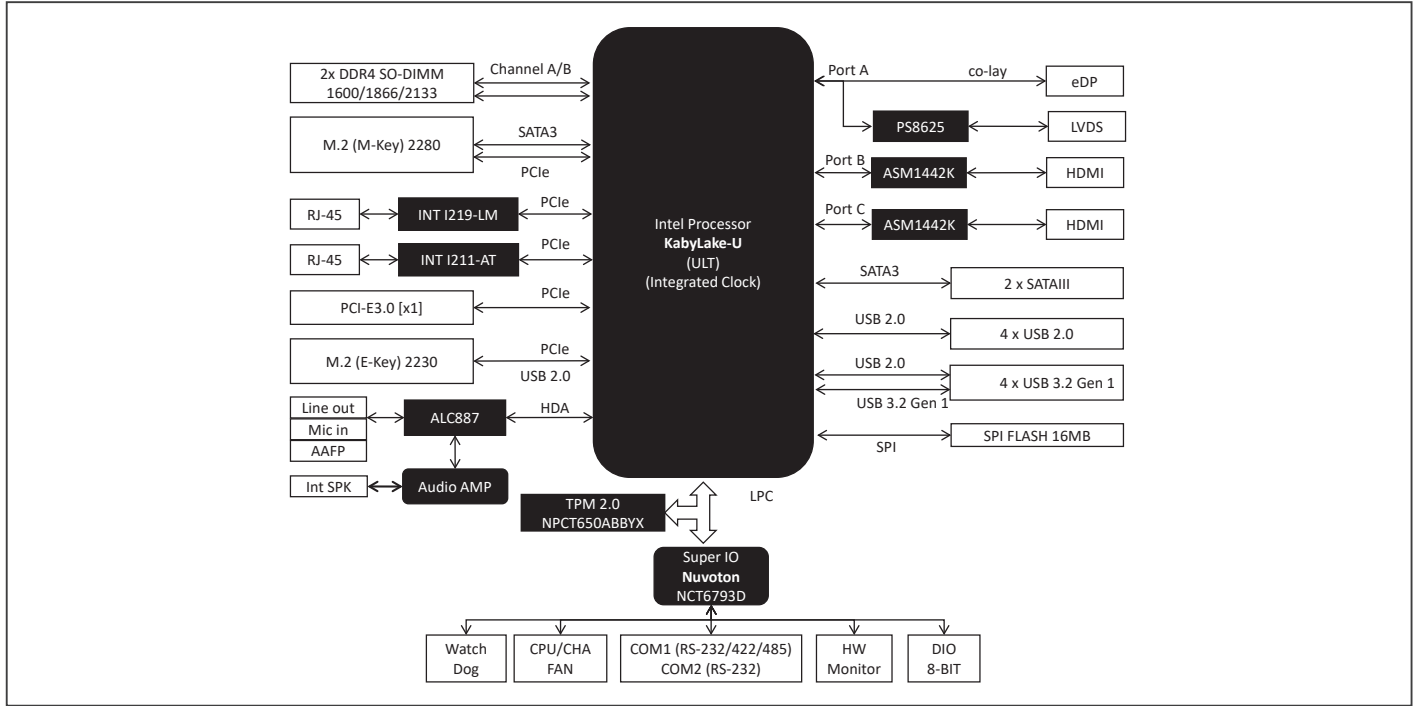 2x DDR4 SO-DIMM
1600/1866/2133
Channel A/B
M.2 (M-Key) 2280
SATA3
PCIe
RJ-45
INT I219-LM
PCIe
RJ-45
INT I211-AT
PCIe
PCI-E3.0 [x1]
PCIe
M.2 (E-Key) 2230
PCIe
USB 2.0
Line out
Mic in
AAFP
ALC887
HDA
Int SPK
Audio AMP
Intel Processor
KabyLake-U
(ULT)
(Integrated Clock)
Port A
co-lay
eDP
PS8625
LVDS
Port B
ASM1442K
HDMI
Port C
ASM1442K
HDMI
SATA3
2 x SATAIII
USB 2.0
4 x USB 2.0
USB 2.0
4 x USB 3.2 Gen 1
USB 3.2 Gen 1
SPI FLASH 16MB
SPI
LPC
TPM 2.0
NPCT650ABBYX
Super IO
Nuvoton
NCT6793D
Watch
Dog
CPU/CHA
FAN
COM1 (RS-232/422/485)
COM2 (RS-232)
HW
Monitor
DIO
8-BIT